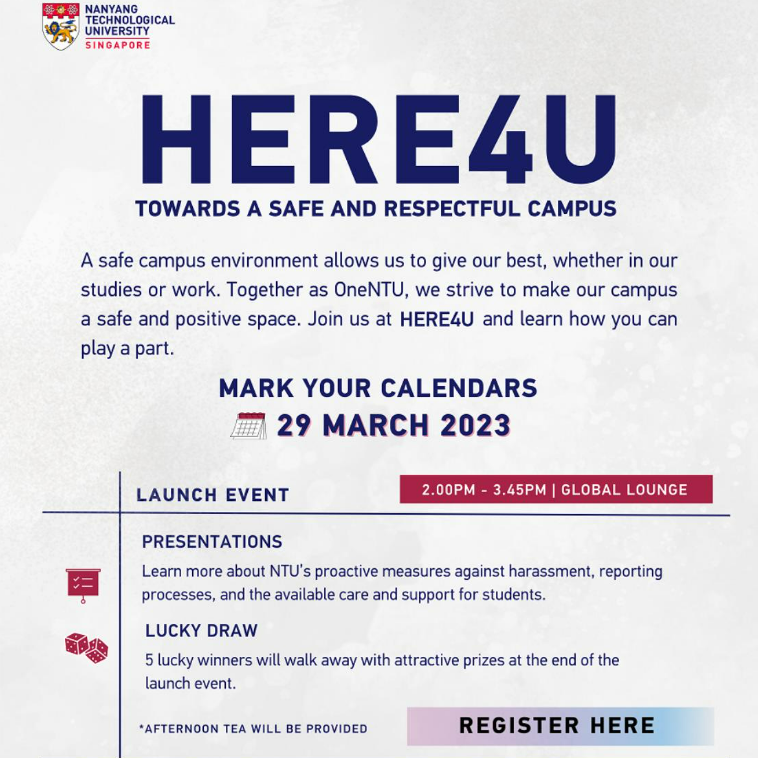 NANYANG
TECHNOLOGICAL
UNIVERSITY
SINGAPORE
HERE4U
TOWARDS A SAFE AND RESPECTFUL CAMPUS
A safe campus environment allows us to give our best, whether in our
studies or work. Together as OneNTU, we strive to make our campus
a safe and positive space. Join us at HERE4U and learn how you can
play a part.
MARK YOUR CALENDARS
29 MARCH 2023
LAUNCH EVENT
2.00PM - 3.45PM | GLOBAL LOUNGE
PRESENTATIONS
Learn more about NTU's proactive measures against harassment, reporting
processes, and the available care and support for students.
LUCKY DRAW
5 lucky winners will walk away with attractive prizes at the end of the
launch event.
*AFTERNOON TEA WILL BE PROVIDED
REGISTER HERE